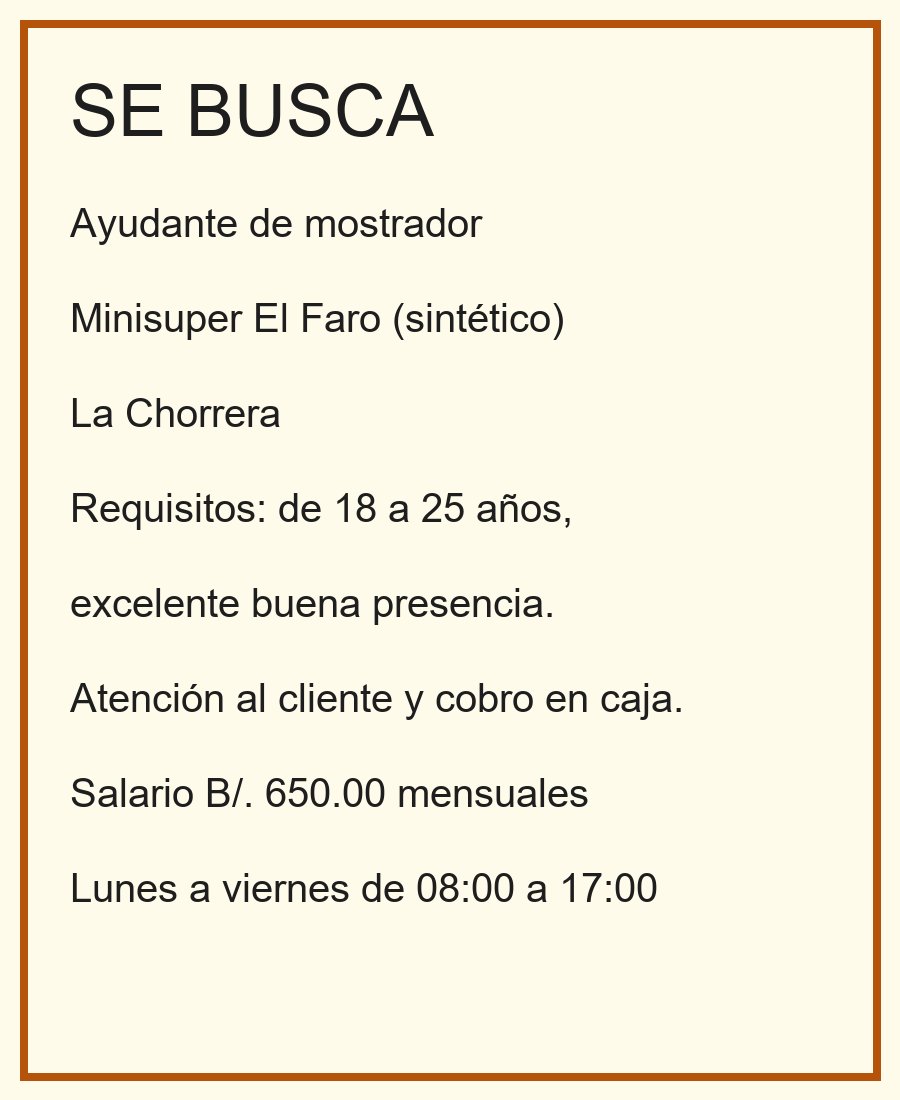 SE BUSCA
Ayudante de mostrador
Minisuper El Faro (sintético)
La Chorrera
Requisitos: de 18 a 25 años,
excelente buena presencia.
Atención al cliente y cobro en caja.
Salario B/. 650.00 mensuales
Lunes a viernes de 08:00 a 17:00